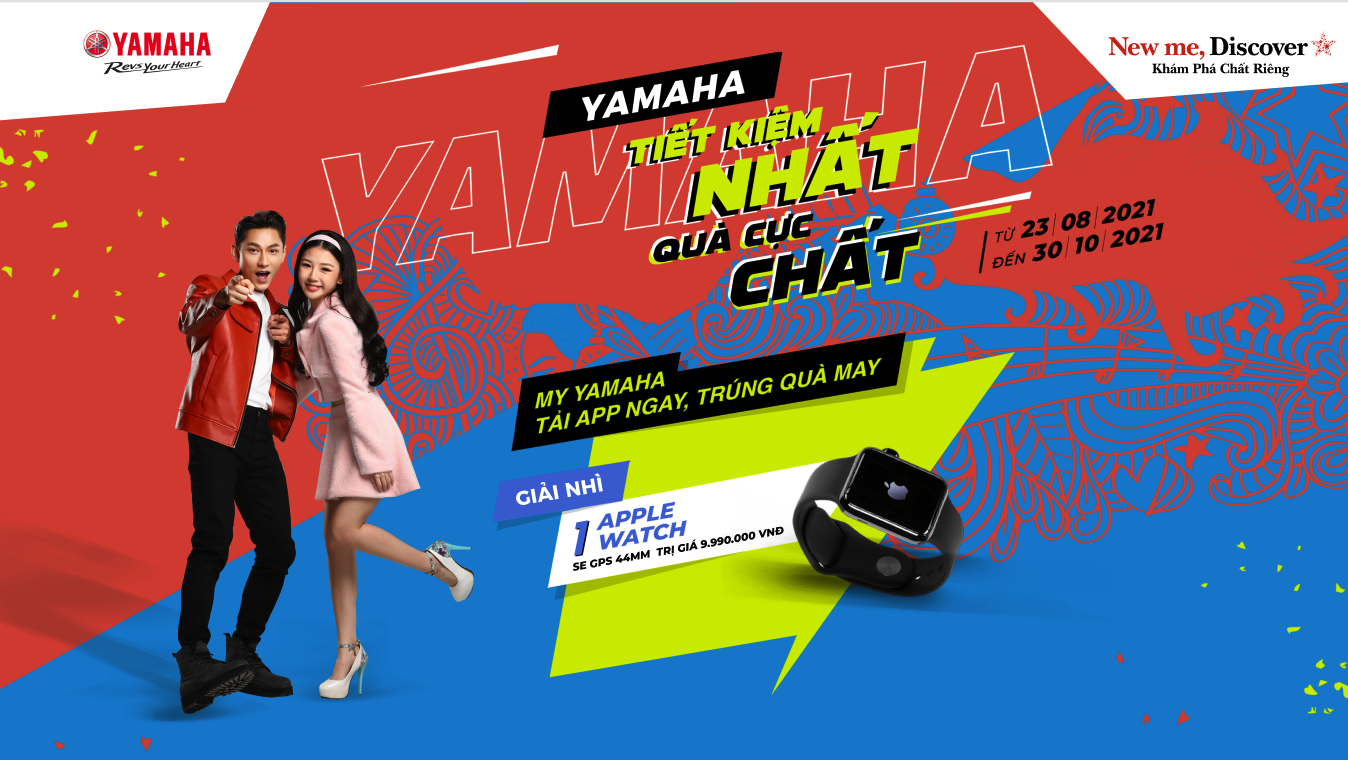 YAMAHA
Revs Your Heart
New me, Discover
Khám Phá Chất Riêng
YAMAHA
YAMAHA
TIẾT KIỆM
NHẤT
QUÀ CỰC
CHẤT
TỪ 23 | 08 | 2021
ĐẾN 30 | 10 | 2021
MY YAMAHA
TẢI APP NGAY, TRÚNG QUÀ MAY
GIẢI NHÌ
1 APPLE
WATCH
SE GPS 44MM TRỊ GIÁ 9.990.000 VNĐ